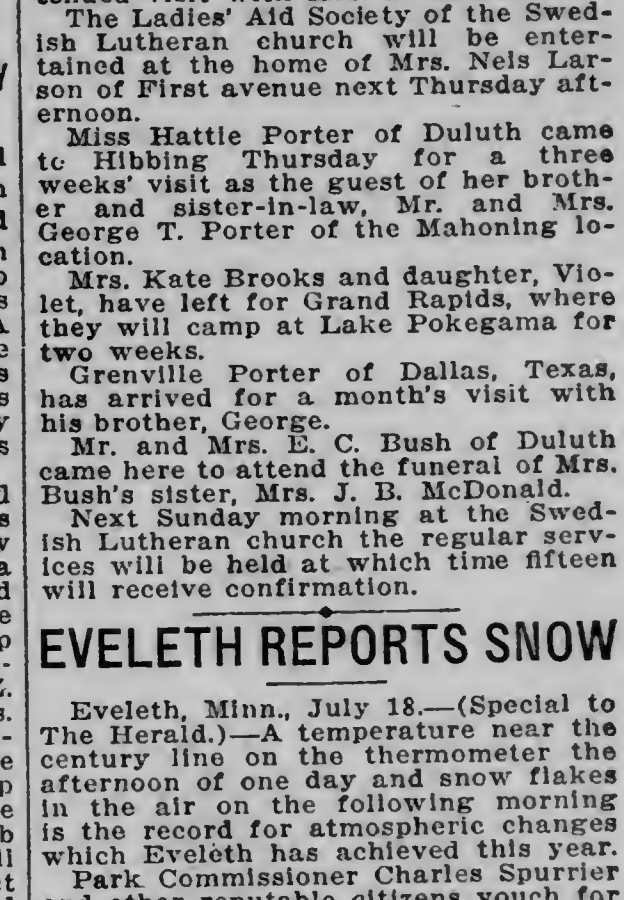 The Ladies' Aid Society of the Swed-
ish Lutheran church will be enter-
tained at the home of Mrs. Nels Lar-
son of First avenue next Thursday aft-
ernoon.
Miss Hattie Porter of Duluth came
to Hibbing Thursday for a three
weeks' visit as the guest of her broth-
er and sister-in-law, Mr. and Mrs.
George T. Porter of the Mahoning lo-
cation.
Mrs. Kate Brooks and daughter, Vio-
let, have left for Grand Rapids, where
they will camp at Lake Pokegama for
two weeks.
Grenville Porter of Dallas, Texas,
has arrived for a month's visit with
his brother, George.
Mr. and Mrs. E. C. Bush of Duluth
came here to attend the funeral of Mrs.
Bush's sister, Mrs. J. B. McDonald.
Next Sunday morning at the Swed-
ish Lutheran church the regular serv-
ices will be held at which time fifteen
will receive confirmation.
EVELETH REPORTS SNOW
Eveleth, Minn., July 18.—(Special to
The Herald.)—A temperature near the
century line on the thermometer the
afternoon of one day and snow flakes
in the air on the following morning
is the record for atmospheric changes
which Eveleth has achieved this year.
Park Commissioner Charles Spurrier
and other reputable citizens vouch for